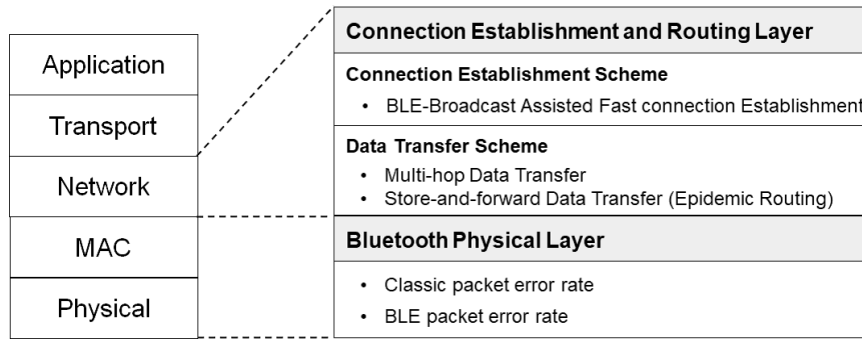 Application
Transport
Network
MAC
Physical
Connection Establishment and Routing Layer
Connection Establishment Scheme
• BLE-Broadcast Assisted Fast connection Establishment
Data Transfer Scheme
• Multi-hop Data Transfer
• Store-and-forward Data Transfer (Epidemic Routing)
Bluetooth Physical Layer
• Classic packet error rate
• BLE packet error rate